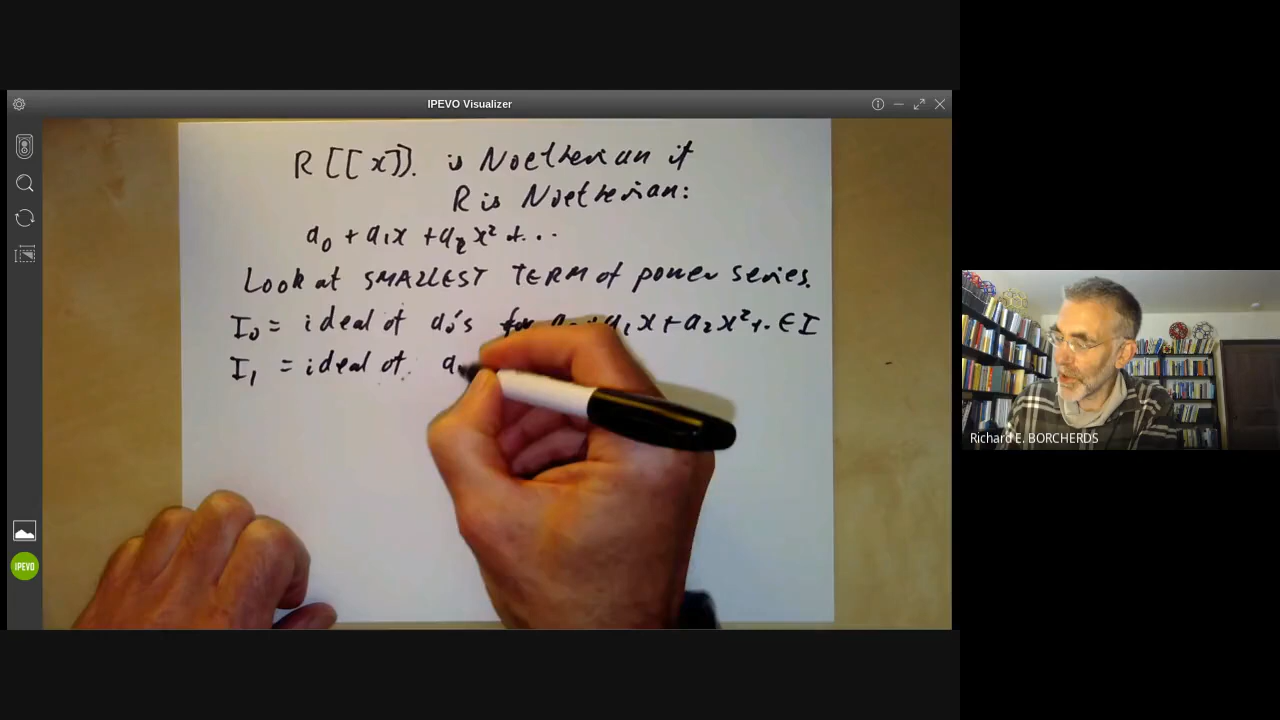 IPEVO Visualizer
R[[x]]. is Noetherian if
R is Noetherian:
a₀ + a₁x + a₂x² + ...
Look at SMALLEST TERM of power series.
I₀ = ideal of a₀'s for a₁x + a₂x² + .. ∈ I
I₁ = ideal of a
IPEVO
Richard E. BORCHERDS